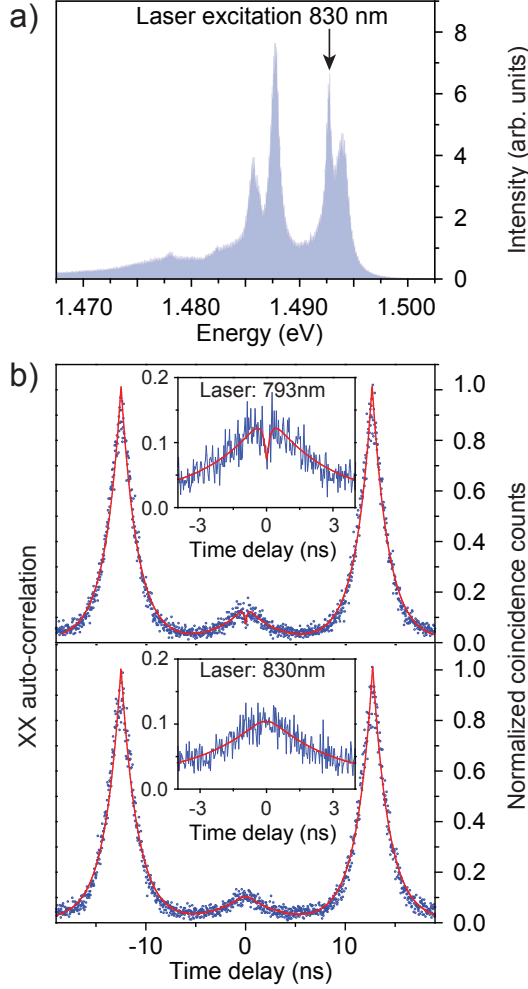 a)
Laser excitation 830 nm
8
6
4
2
0
Intensity (arb. units)
1.470 1.480 1.490 1.500
Energy (eV)
b)
Laser: 793nm
0.2
0.1
0.0
-3 0 3
Time delay (ns)
1.0
0.8
0.6
0.4
0.2
0.0
Laser: 830nm
0.2
0.1
0.0
-3 0 3
Time delay (ns)
1.0
0.8
0.6
0.4
0.2
0.0
XX auto-correlation
Normalized coincidence counts
-10 0 10
Time delay (ns)